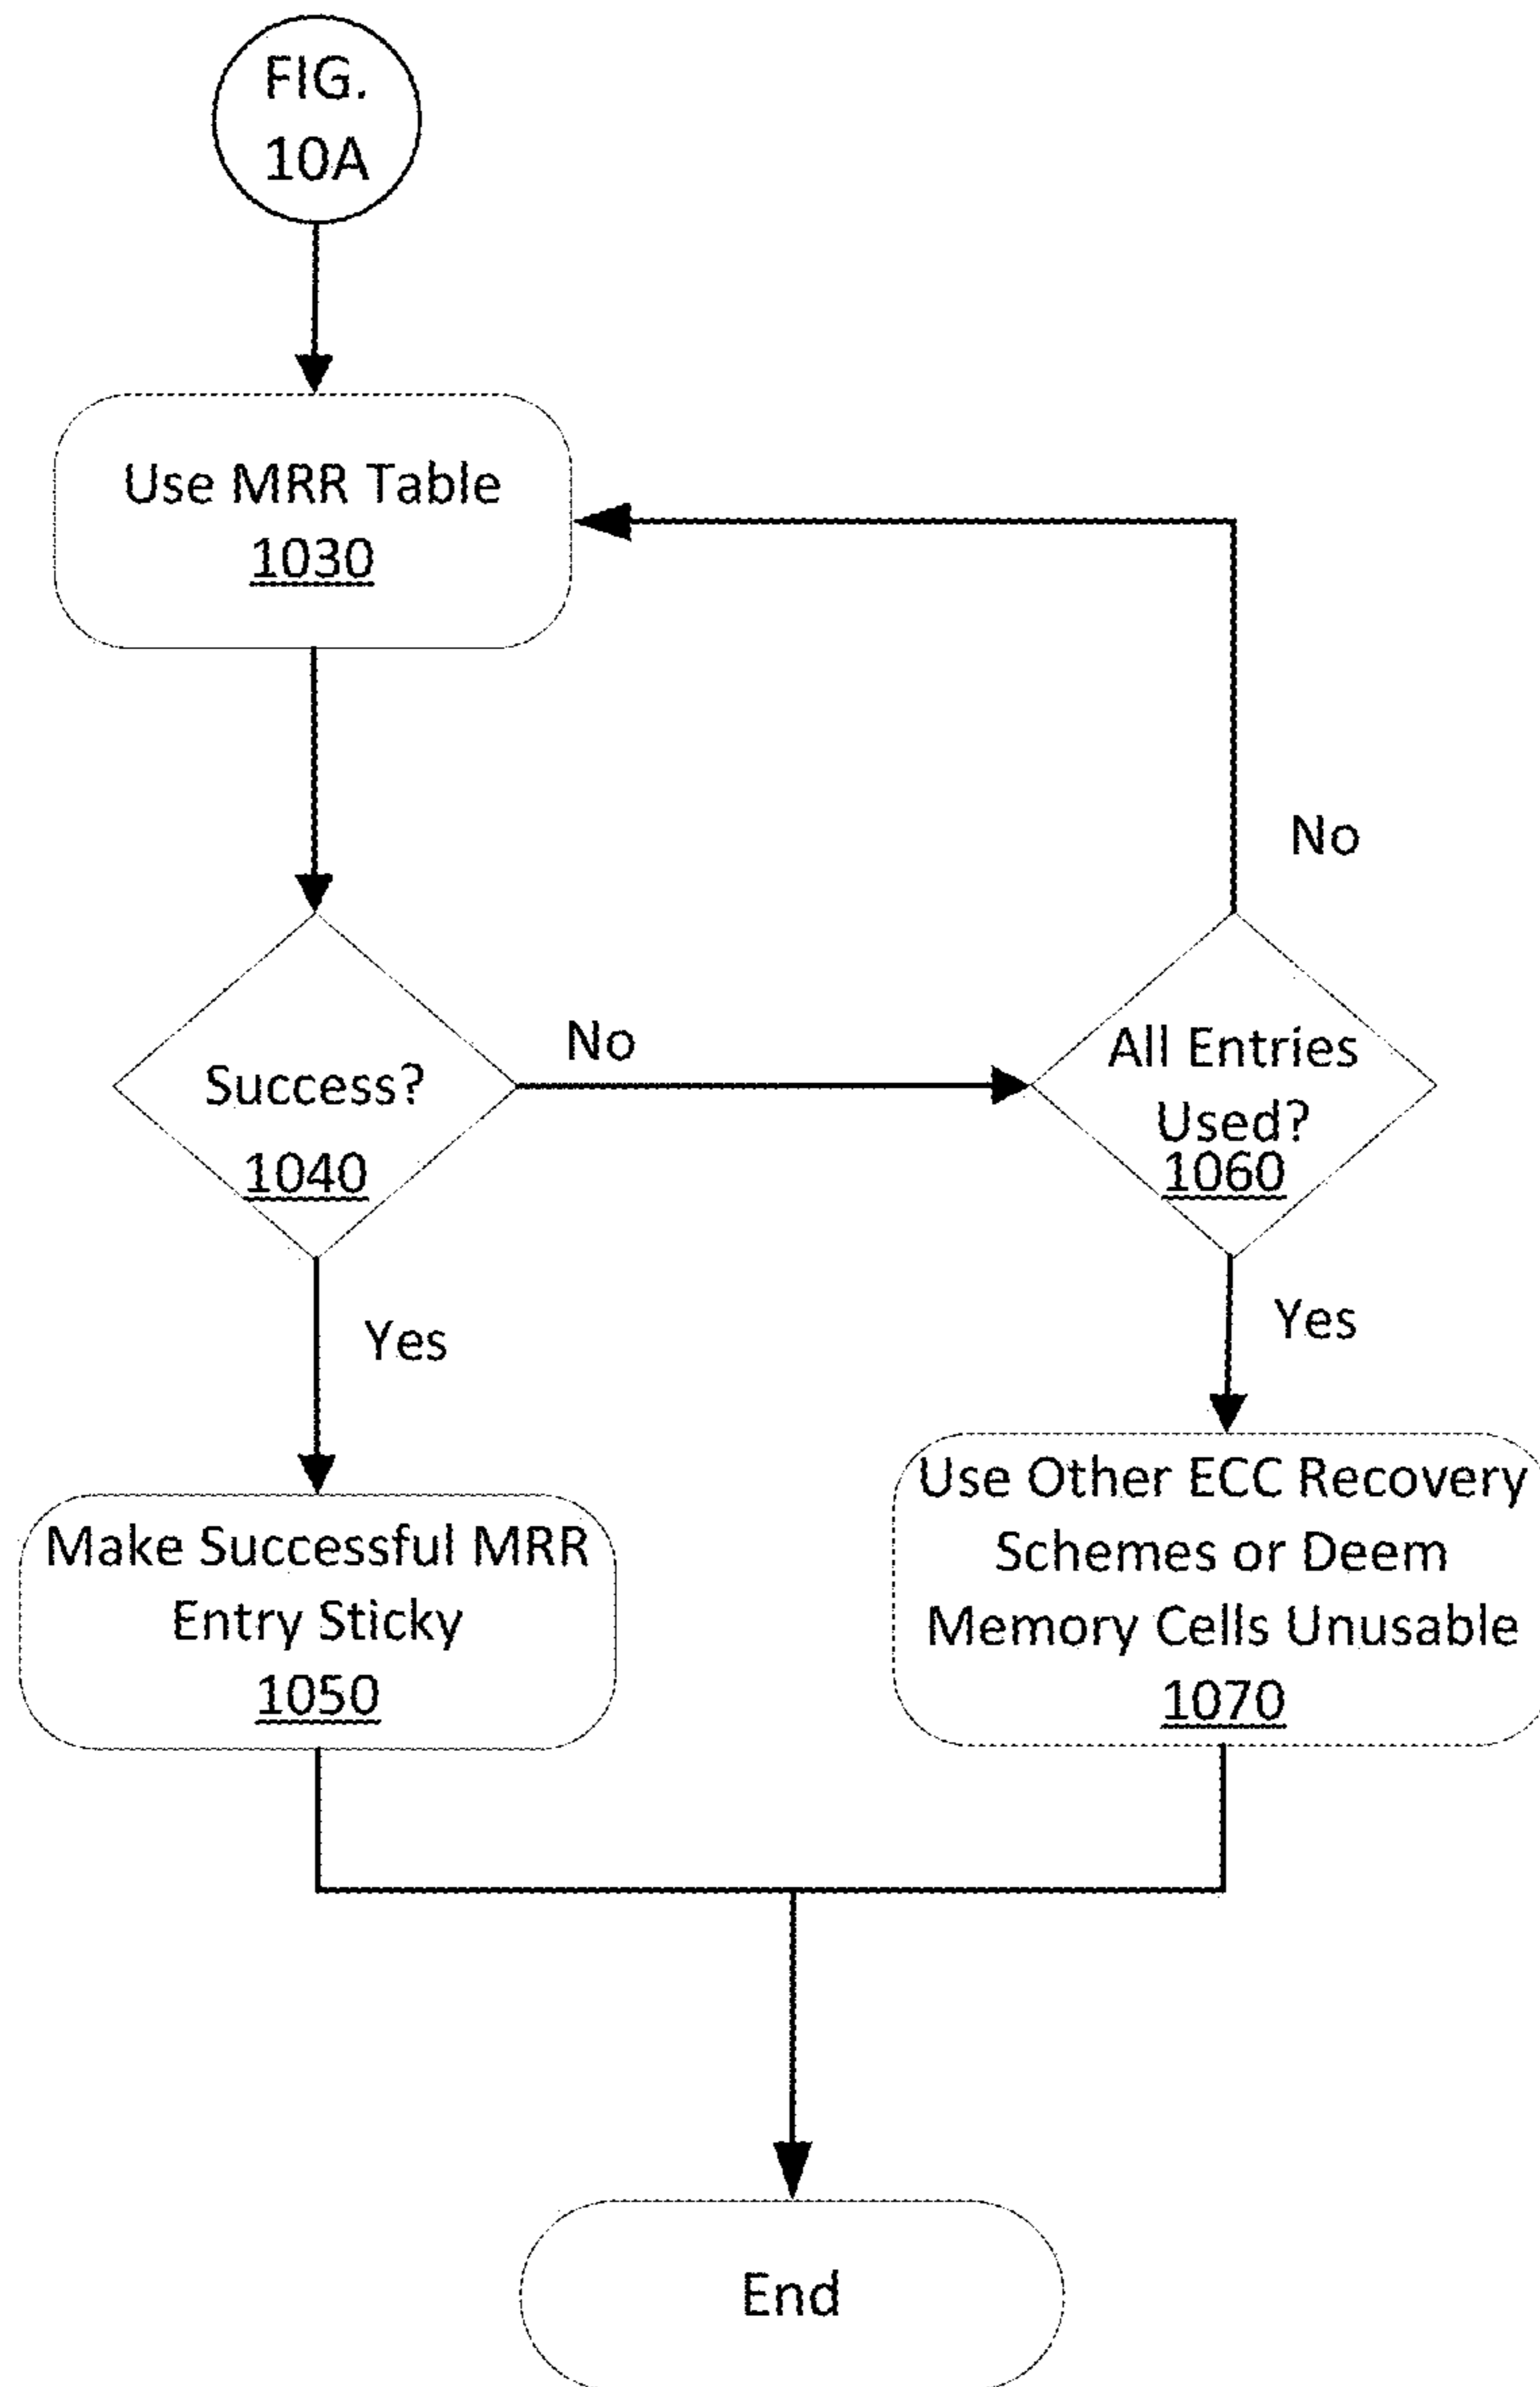 FIG.
10A
Use MRR Table
1030
No
Success?
1040
No
All Entries
Used?
1060
Yes
Yes
Make Successful MRR
Entry Sticky
1050
Use Other ECC Recovery
Schemes or Deem
Memory Cells Unusable
1070
End